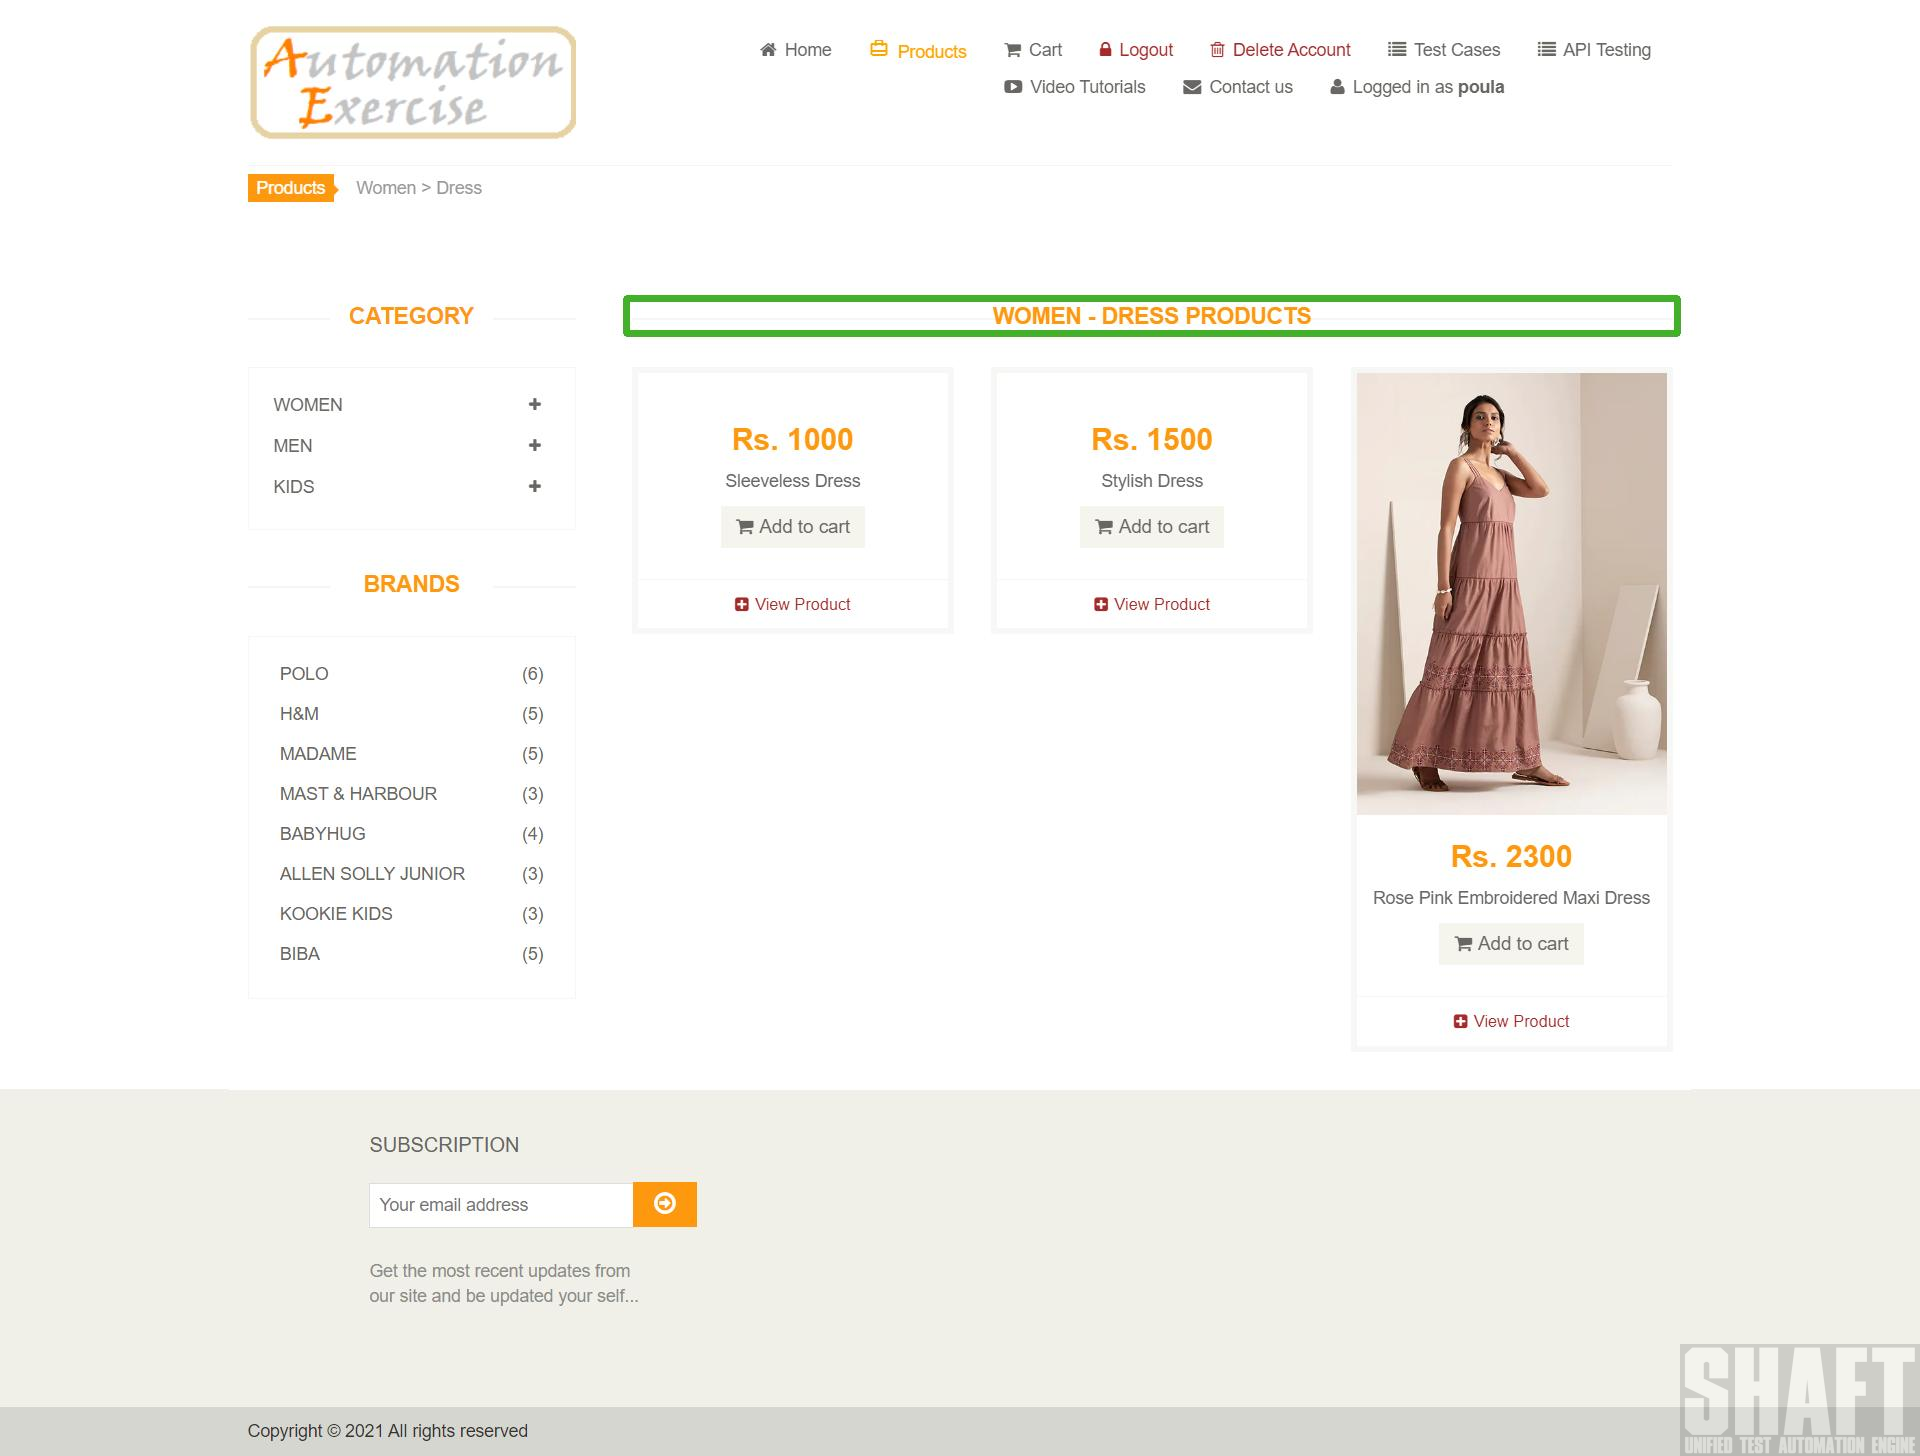 Automation
Exercise
Home
Products
Cart
Logout
Delete Account
Test Cases
API Testing
Video Tutorials
Contact us
Logged in as poula
Products
Women > Dress
CATEGORY
WOMEN
MEN
KIDS
BRANDS
POLO (6)
H&M (5)
MADAME (5)
MAST & HARBOUR (3)
BABYHUG (4)
ALLEN SOLLY JUNIOR (3)
KOOKIE KIDS (3)
BIBA (5)
WOMEN - DRESS PRODUCTS
Rs. 1000
Sleeveless Dress
Add to cart
View Product
Rs. 1500
Stylish Dress
Add to cart
View Product
Rs. 2300
Rose Pink Embroidered Maxi Dress
Add to cart
View Product
SUBSCRIPTION
Your email address
Get the most recent updates from
our site and be updated your self...
Copyright © 2021 All rights reserved
SHAFT
UNIFIED TEST AUTOMATION ENGINE